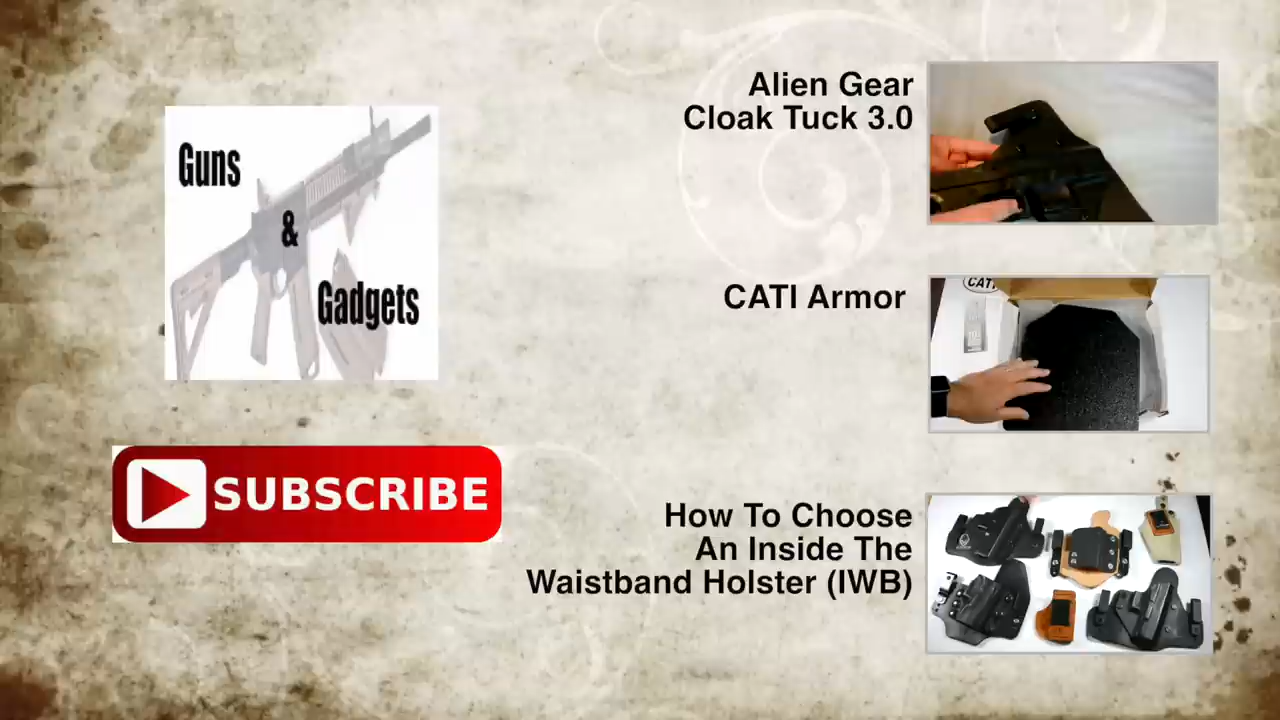 Guns
&
Gadgets
SUBSCRIBE
Alien Gear
Cloak Tuck 3.0
CATI Armor
CATI
How To Choose
An Inside The
Waistband Holster (IWB)